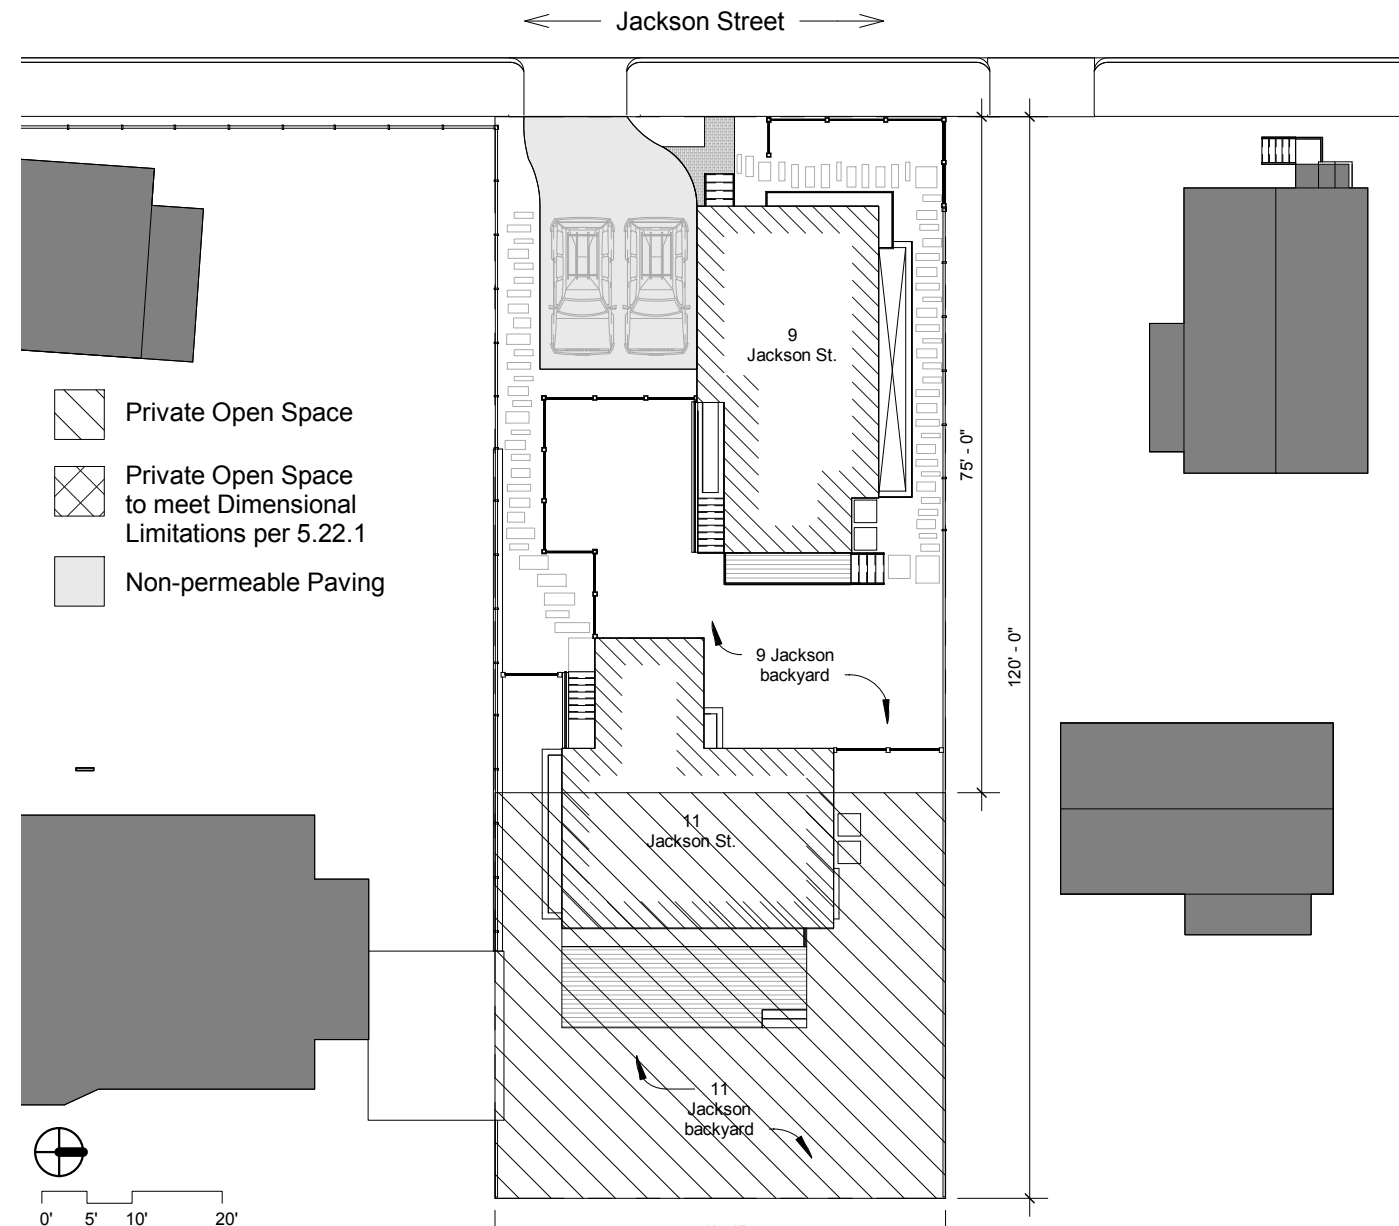 Jackson Street
9
Jackson St.
Private Open Space
Private Open Space
to meet Dimensional
Limitations per 5.22.1
Non-permeable Paving
75' - 0"
120' - 0"
9 Jackson
backyard
11
Jackson St.
11
Jackson
backyard
0' 5' 10' 20'